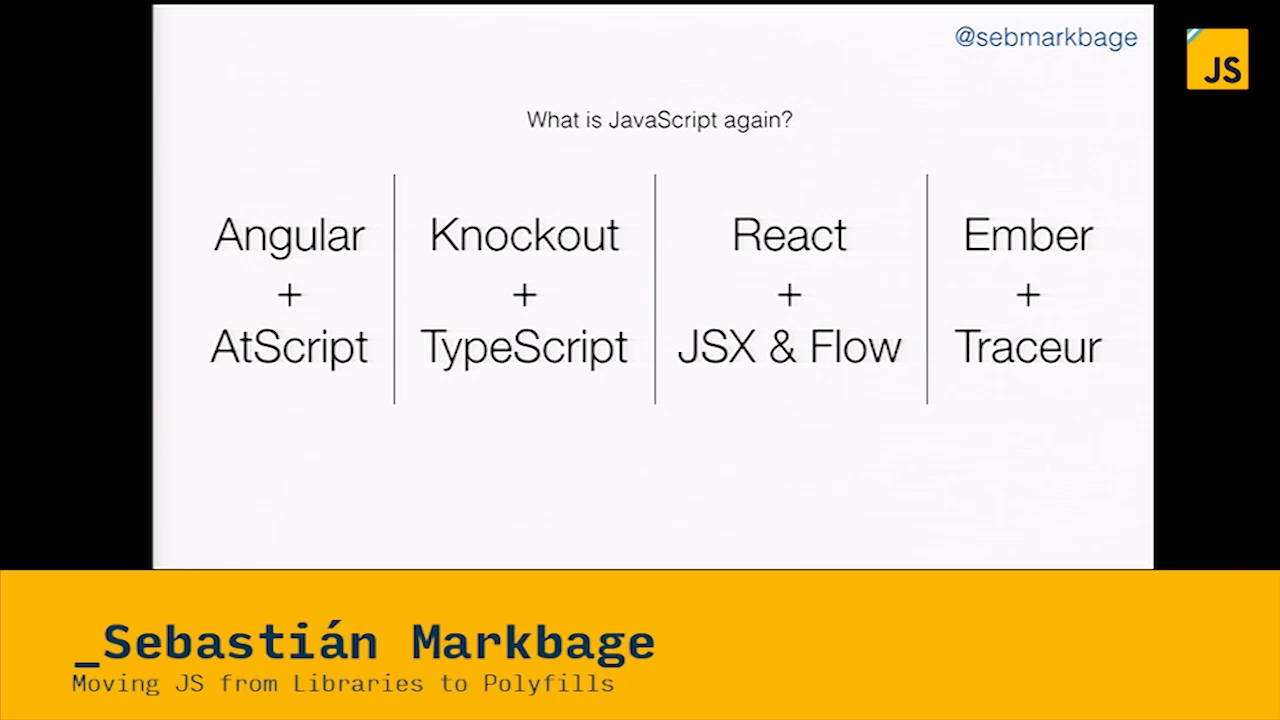 @sebmarkbage
JS
What is JavaScript again?
Angular
+
AtScript
Knockout
+
TypeScript
React
+
JSX & Flow
Ember
+
Traceur
_Sebastián Markbage
Moving JS from Libraries to Polyfills